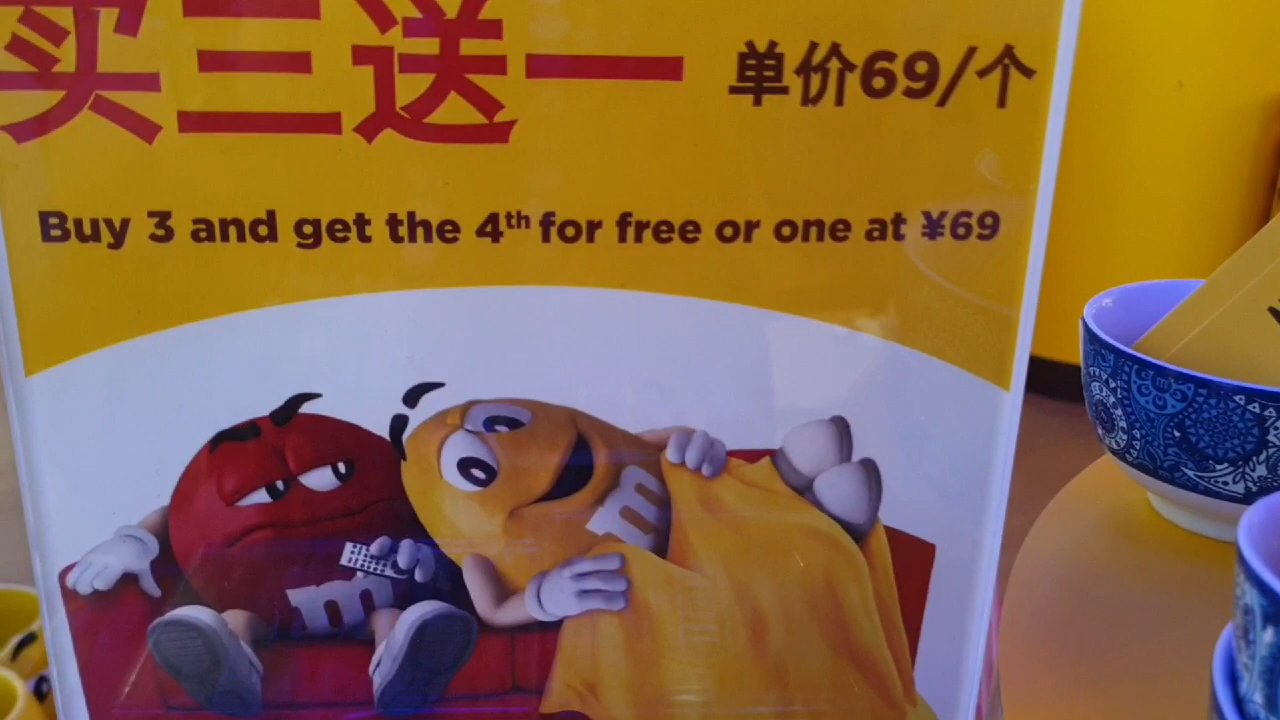 买三送一 单价69/个
Buy 3 and get the 4th for free or one at ¥69
m
m